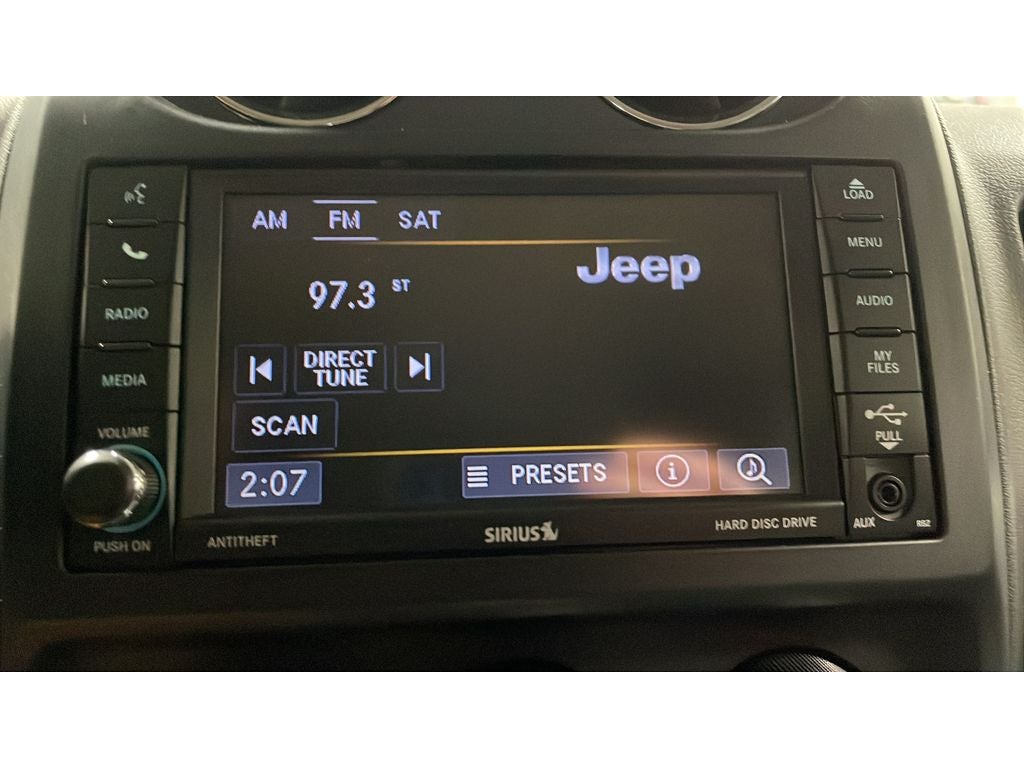 AM FM SAT
Jeep
97.3 ST
DIRECT
TUNE
SCAN
2:07
PRESETS
i
RADIO
MEDIA
VOLUME
PUSH ON
ANTITHEFT
SIRIUS
HARD DISC DRIVE
LOAD
MENU
AUDIO
MY
FILES
PULL
AUX
RBZ